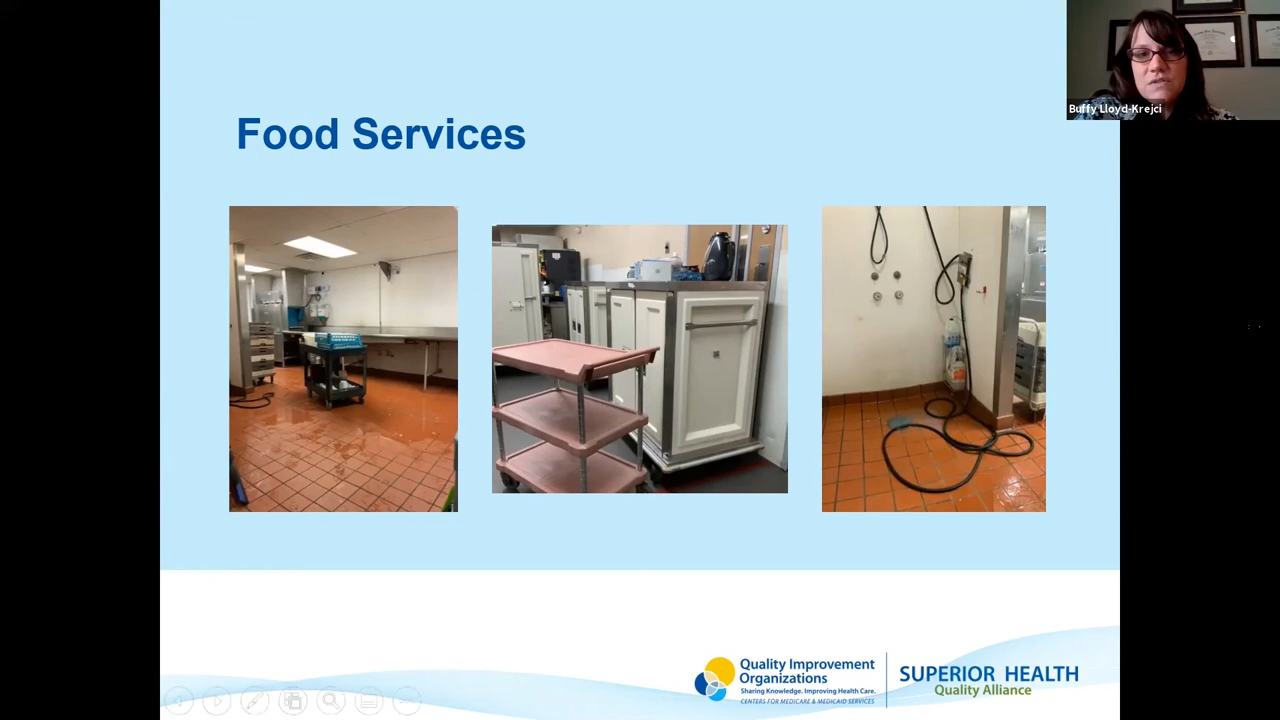 Buffy Lloyd-Krejci
Food Services
Quality Improvement
Organizations
Sharing Knowledge. Improving Health Care.
CENTERS FOR MEDICARE & MEDICAID SERVICES
SUPERIOR HEALTH
Quality Alliance